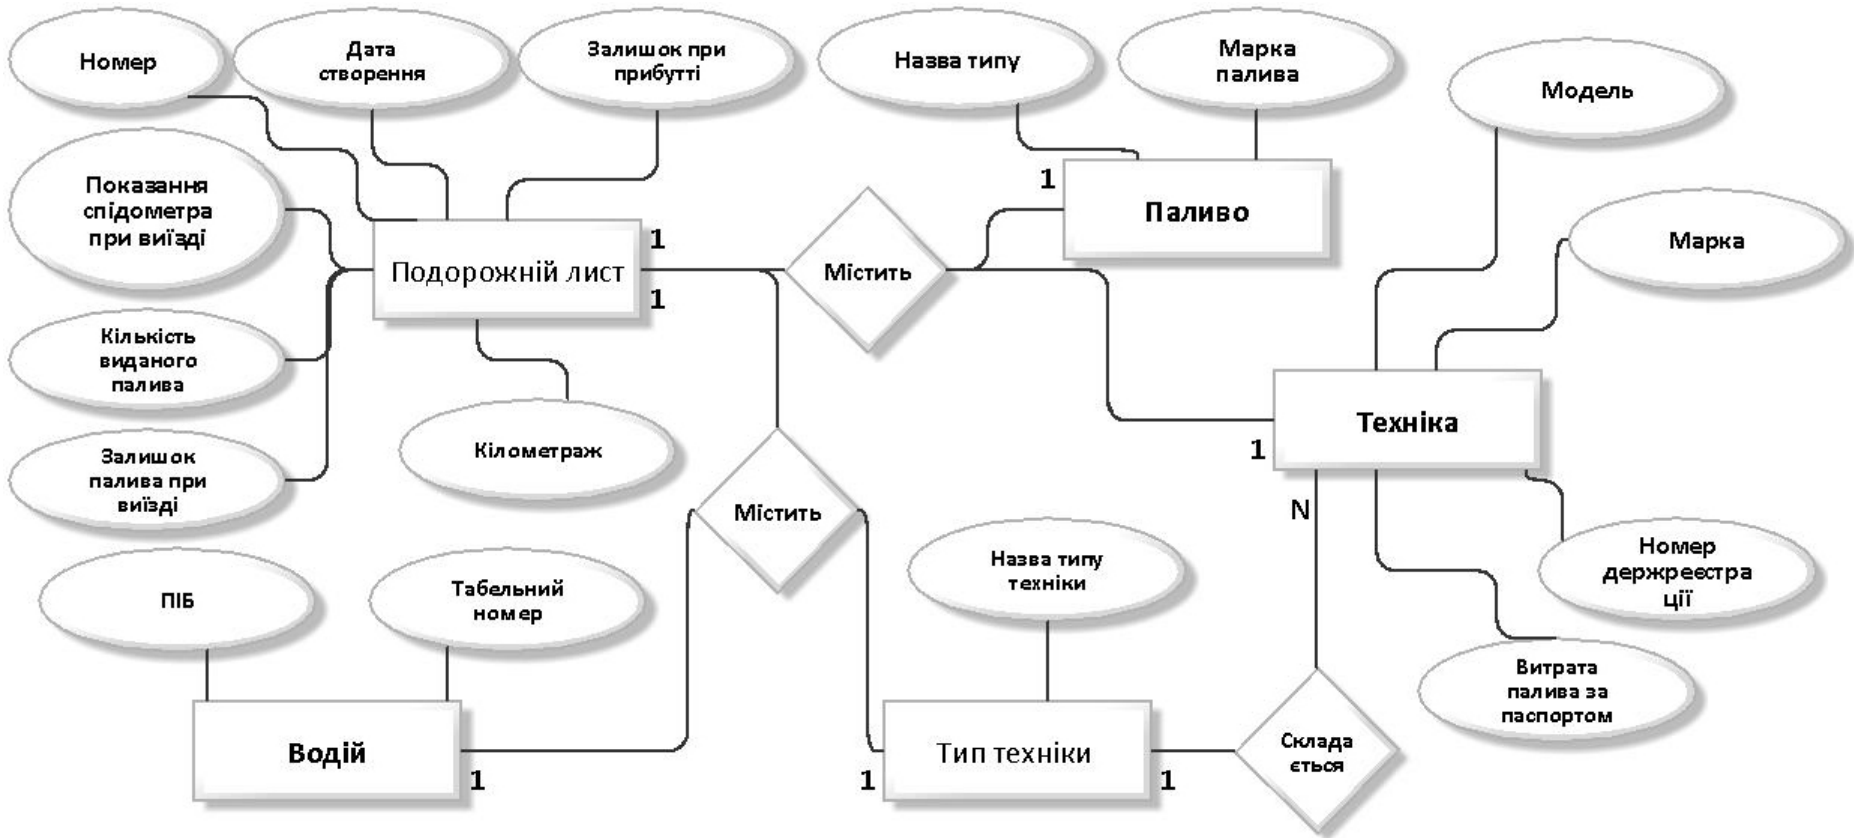 Номер
Дата
створення
Залишок при
прибутті
Назва типу
Марка
палива
Модель
Показання
спідометра
при виїзді
1
Паливо
Марка
1
Подорожній лист
1
Містить
Кількість
виданого
палива
Кілометраж
Техніка
1
Залишок
палива при
виїзді
Містить
N
Назва типу
техніки
Номер
держреєстра
ції
ПІБ
Табельний
номер
Витрата
палива за
паспортом
Водій
1
1
Тип техніки
1
Склада
ється